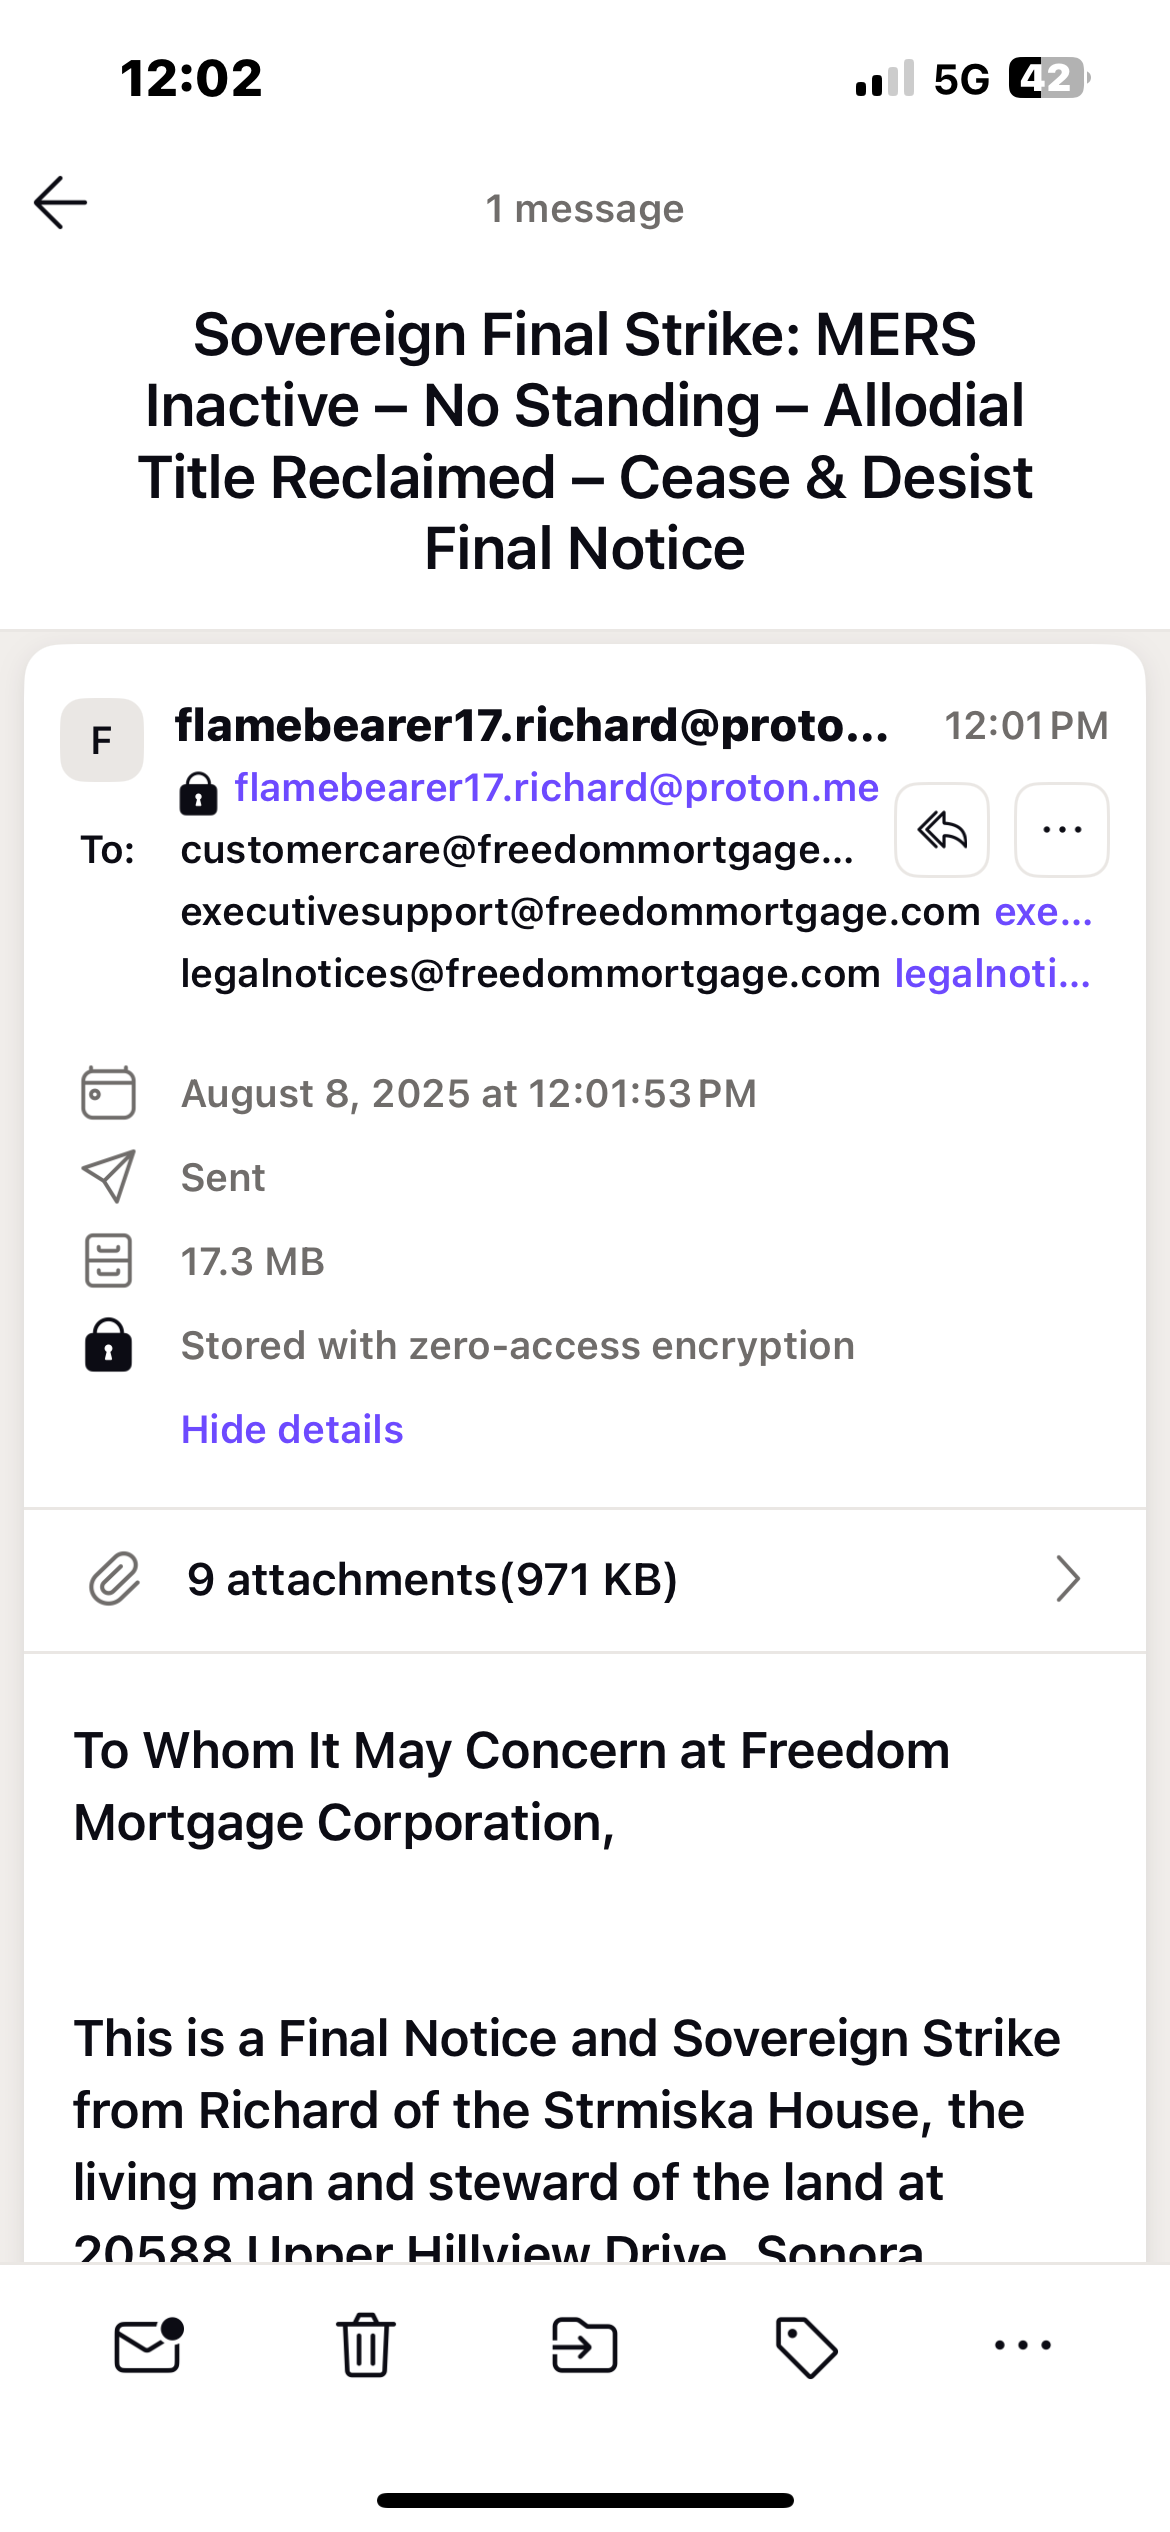 12:02
5G 42
1 message
Sovereign Final Strike: MERS
Inactive – No Standing – Allodial
Title Reclaimed – Cease & Desist
Final Notice
F
flamebearer17.richard@proto... 12:01 PM
flamebearer17.richard@proton.me
To: customercare@freedommortgage...
executivesupport@freedommortgage.com exe...
legalnotices@freedommortgage.com legalnoti...
August 8, 2025 at 12:01:53 PM
Sent
17.3 MB
Stored with zero-access encryption
Hide details
9 attachments(971 KB)
To Whom It May Concern at Freedom
Mortgage Corporation,
This is a Final Notice and Sovereign Strike
from Richard of the Strmiska House, the
living man and steward of the land at
20588 Upper Hillview Drive, Sonora